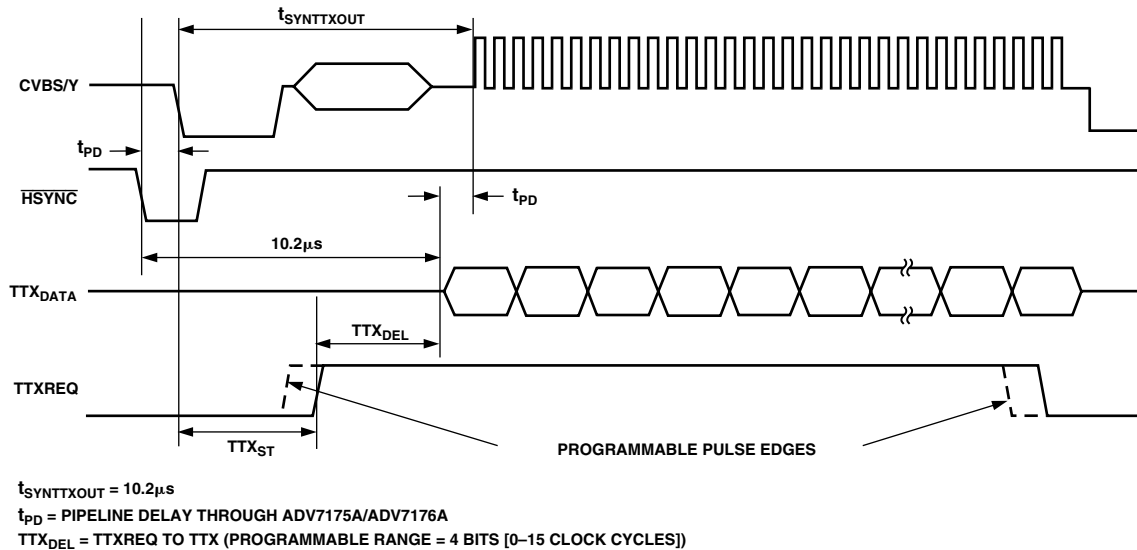 tSYNTTXOUT
CVBS/Y
tPD
HSYNC
tPD
10.2µs
TTXDATA
TTXDEL
TTXREQ
TTXST
PROGRAMMABLE PULSE EDGES
tSYNTTXOUT = 10.2µs
tPD = PIPELINE DELAY THROUGH ADV7175A/ADV7176A
TTXDEL = TTXREQ TO TTX (PROGRAMMABLE RANGE = 4 BITS [0–15 CLOCK CYCLES])